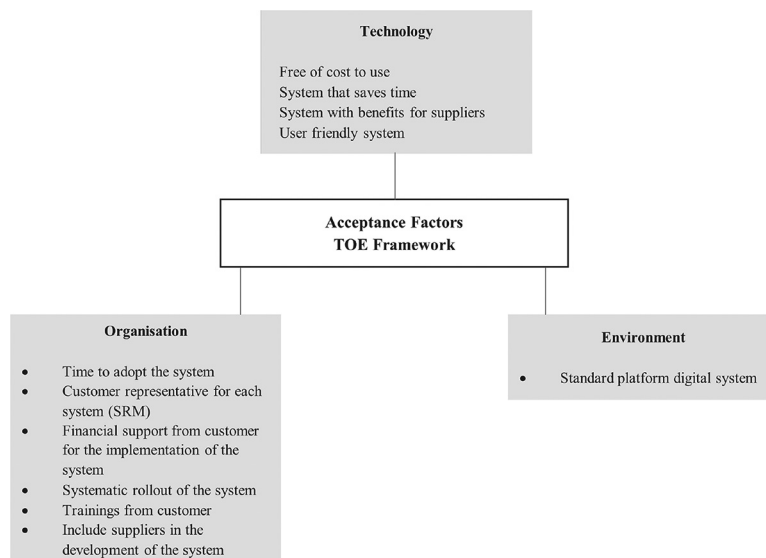 Technology
Free of cost to use
System that saves time
System with benefits for suppliers
User friendly system
Acceptance Factors
TOE Framework
Organisation
• Time to adopt the system
• Customer representative for each
system (SRM)
• Financial support from customer
for the implementation of the
system
• Systematic rollout of the system
• Trainings from customer
• Include suppliers in the
development of the system
Environment
• Standard platform digital system